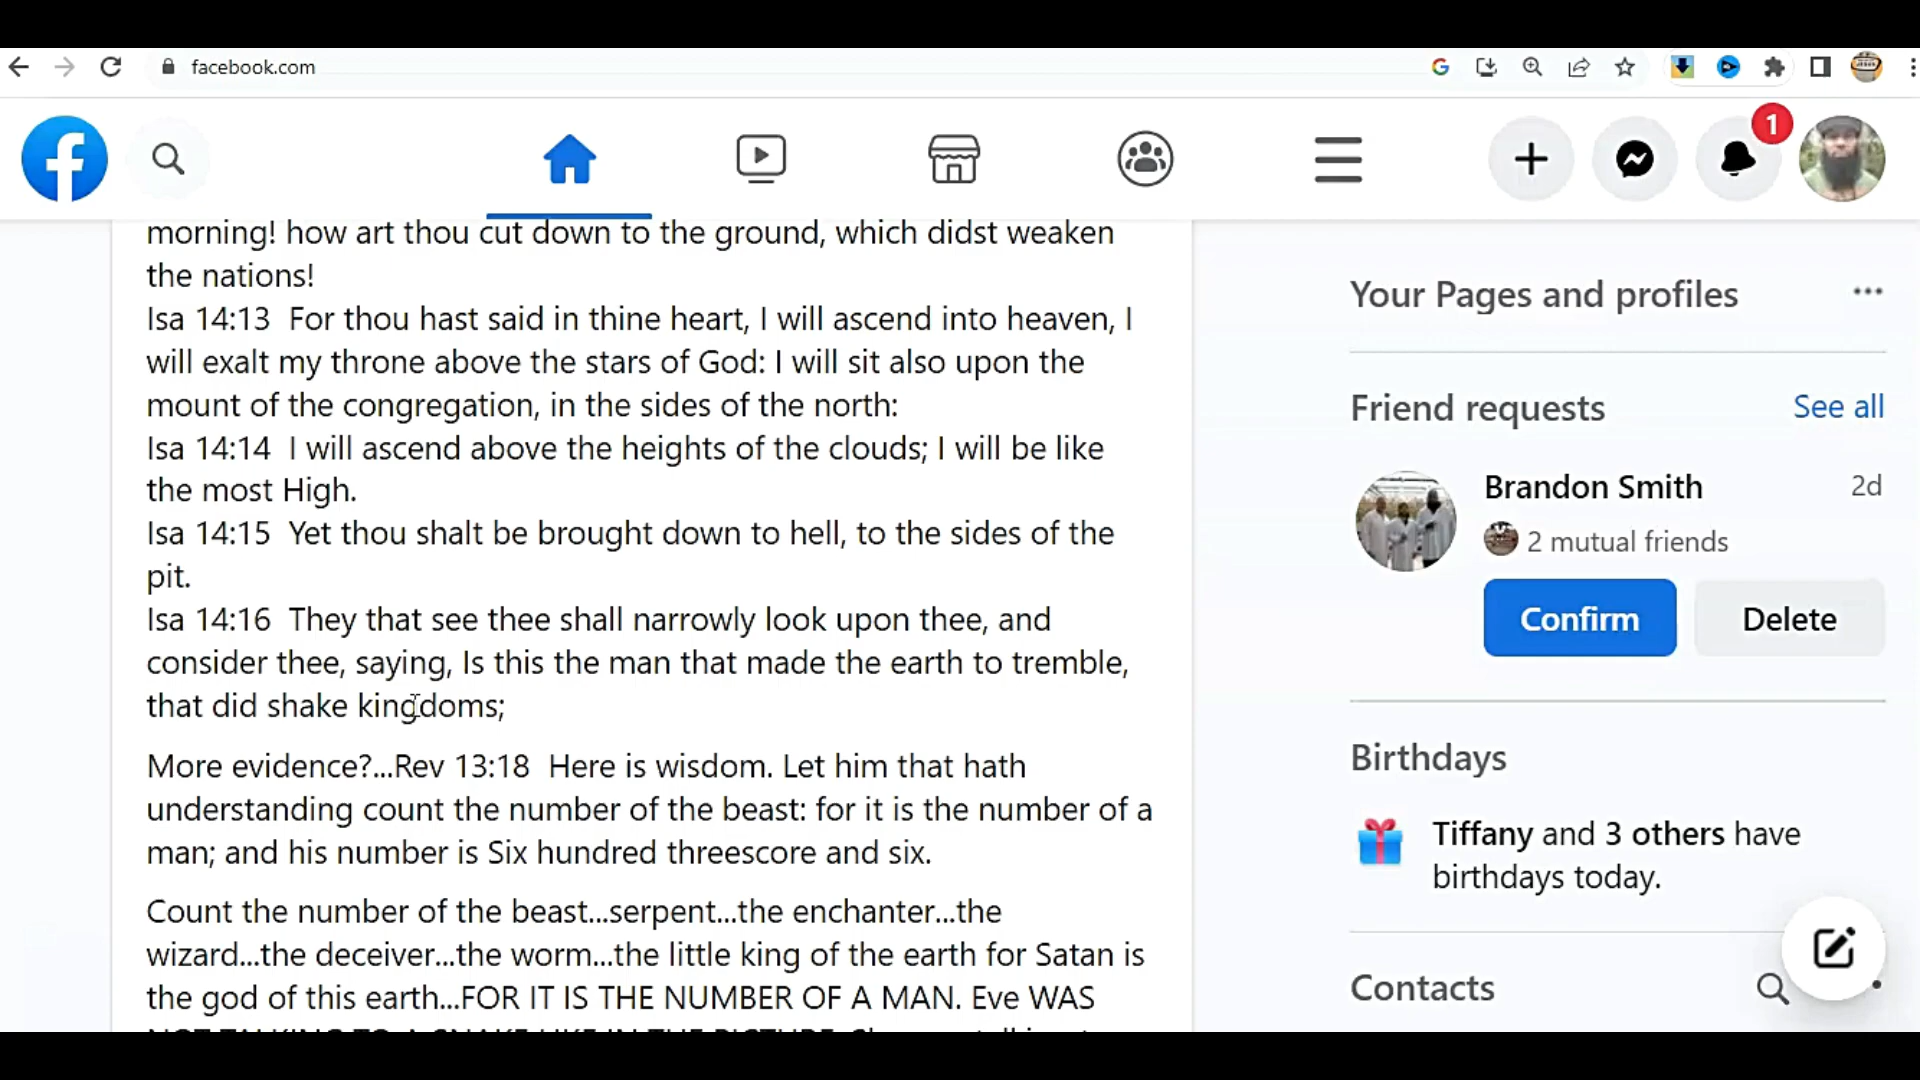 facebook.com
1
morning! how art thou cut down to the ground, which didst weaken
the nations!
Isa 14:13 For thou hast said in thine heart, I will ascend into heaven, I
will exalt my throne above the stars of God: I will sit also upon the
mount of the congregation, in the sides of the north:
Isa 14:14 I will ascend above the heights of the clouds; I will be like
the most High.
Isa 14:15 Yet thou shalt be brought down to hell, to the sides of the
pit.
Isa 14:16 They that see thee shall narrowly look upon thee, and
consider thee, saying, Is this the man that made the earth to tremble,
that did shake kingdoms;
More evidence?...Rev 13:18 Here is wisdom. Let him that hath
understanding count the number of the beast: for it is the number of a
man; and his number is Six hundred threescore and six.
Count the number of the beast...serpent...the enchanter...the
wizard...the deceiver...the worm...the little king of the earth for Satan is
the god of this earth...FOR IT IS THE NUMBER OF A MAN. Eve WAS
Your Pages and profiles
Friend requests
See all
Brandon Smith
2d
2 mutual friends
Confirm
Delete
Birthdays
Tiffany and 3 others have
birthdays today.
Contacts